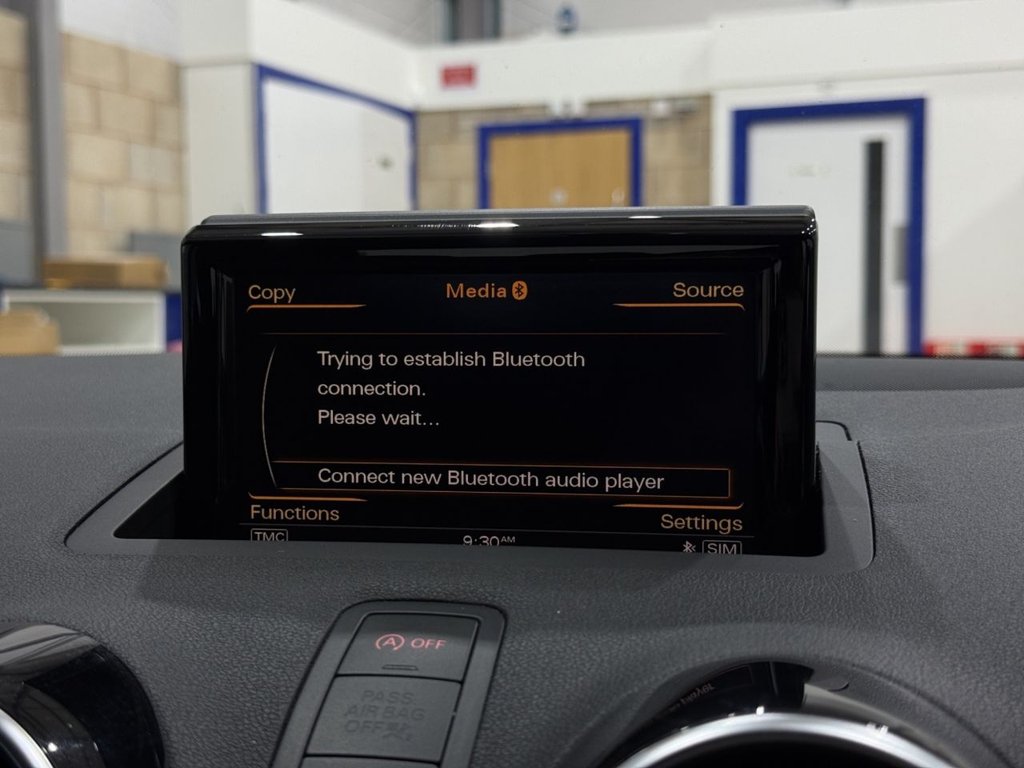 Copy Media Source
Trying to establish Bluetooth
connection.
Please wait...
Connect new Bluetooth audio player
Functions Settings
TMC 9:30AM SIM
A OFF
PASS
AIR BAG
OFF